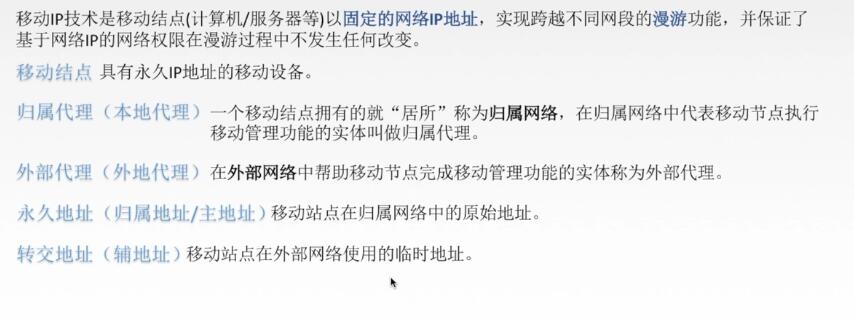 移动IP技术是移动结点(计算机/服务器等)以固定的网络IP地址，实现跨越不同网段的漫游功能，并保证了
基于网络IP的网络权限在漫游过程中不发生任何改变。
移动结点 具有永久IP地址的移动设备。
归属代理（本地代理）一个移动结点拥有的就“居所”称为归属网络，在归属网络中代表移动节点执行
移动管理功能的实体叫做归属代理。
外部代理（外地代理）在外部网络中帮助移动节点完成移动管理功能的实体称为外部代理。
永久地址（归属地址/主地址）移动站点在归属网络中的原始地址。
转交地址（辅地址）移动站点在外部网络使用的临时地址。